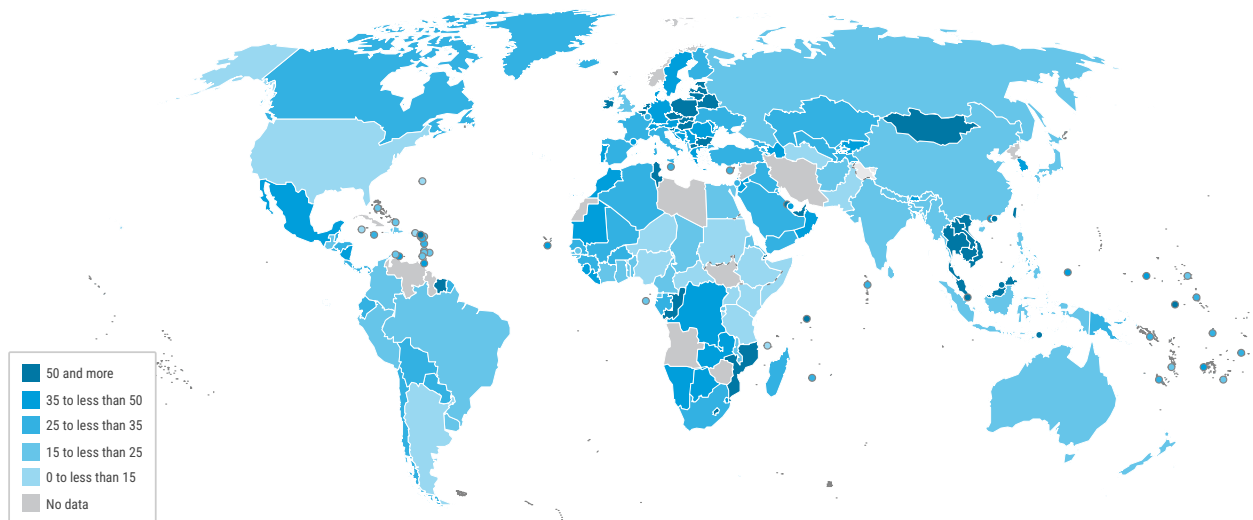 50 and more
35 to less than 50
25 to less than 35
15 to less than 25
0 to less than 15
No data